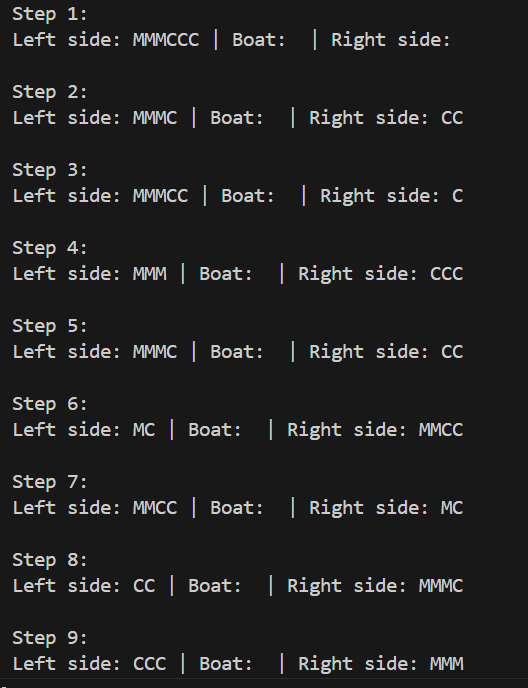 Step 1:
Left side: MMMCCC | Boat:  | Right side:
Step 2:
Left side: MMMC | Boat:  | Right side: CC
Step 3:
Left side: MMMCC | Boat:  | Right side: C
Step 4:
Left side: MMM | Boat:  | Right side: CCC
Step 5:
Left side: MMMC | Boat:  | Right side: CC
Step 6:
Left side: MC | Boat:  | Right side: MMCC
Step 7:
Left side: MMCC | Boat:  | Right side: MC
Step 8:
Left side: CC | Boat:  | Right side: MMMC
Step 9:
Left side: CCC | Boat:  | Right side: MMM